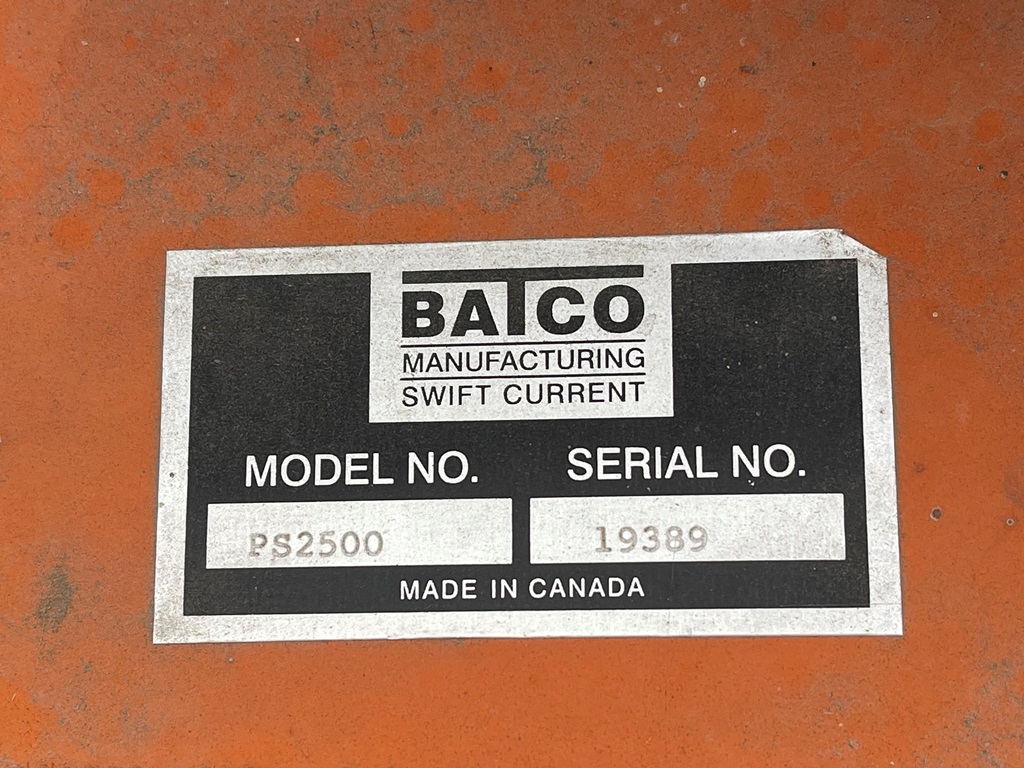 BATCO
MANUFACTURING
SWIFT CURRENT
MODEL NO. SERIAL NO.
PS2500 19389
MADE IN CANADA